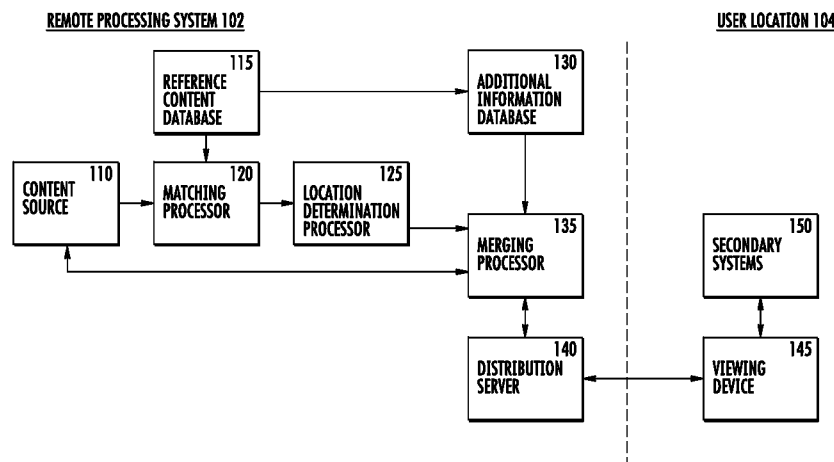 REMOTE PROCESSING SYSTEM 102
USER LOCATION 104
115
REFERENCE
CONTENT
DATABASE
130
ADDITIONAL
INFORMATION
DATABASE
110
CONTENT
SOURCE
120
MATCHING
PROCESSOR
125
LOCATION
DETERMINATION
PROCESSOR
135
MERGING
PROCESSOR
150
SECONDARY
SYSTEMS
140
DISTRIBUTION
SERVER
145
VIEWING
DEVICE